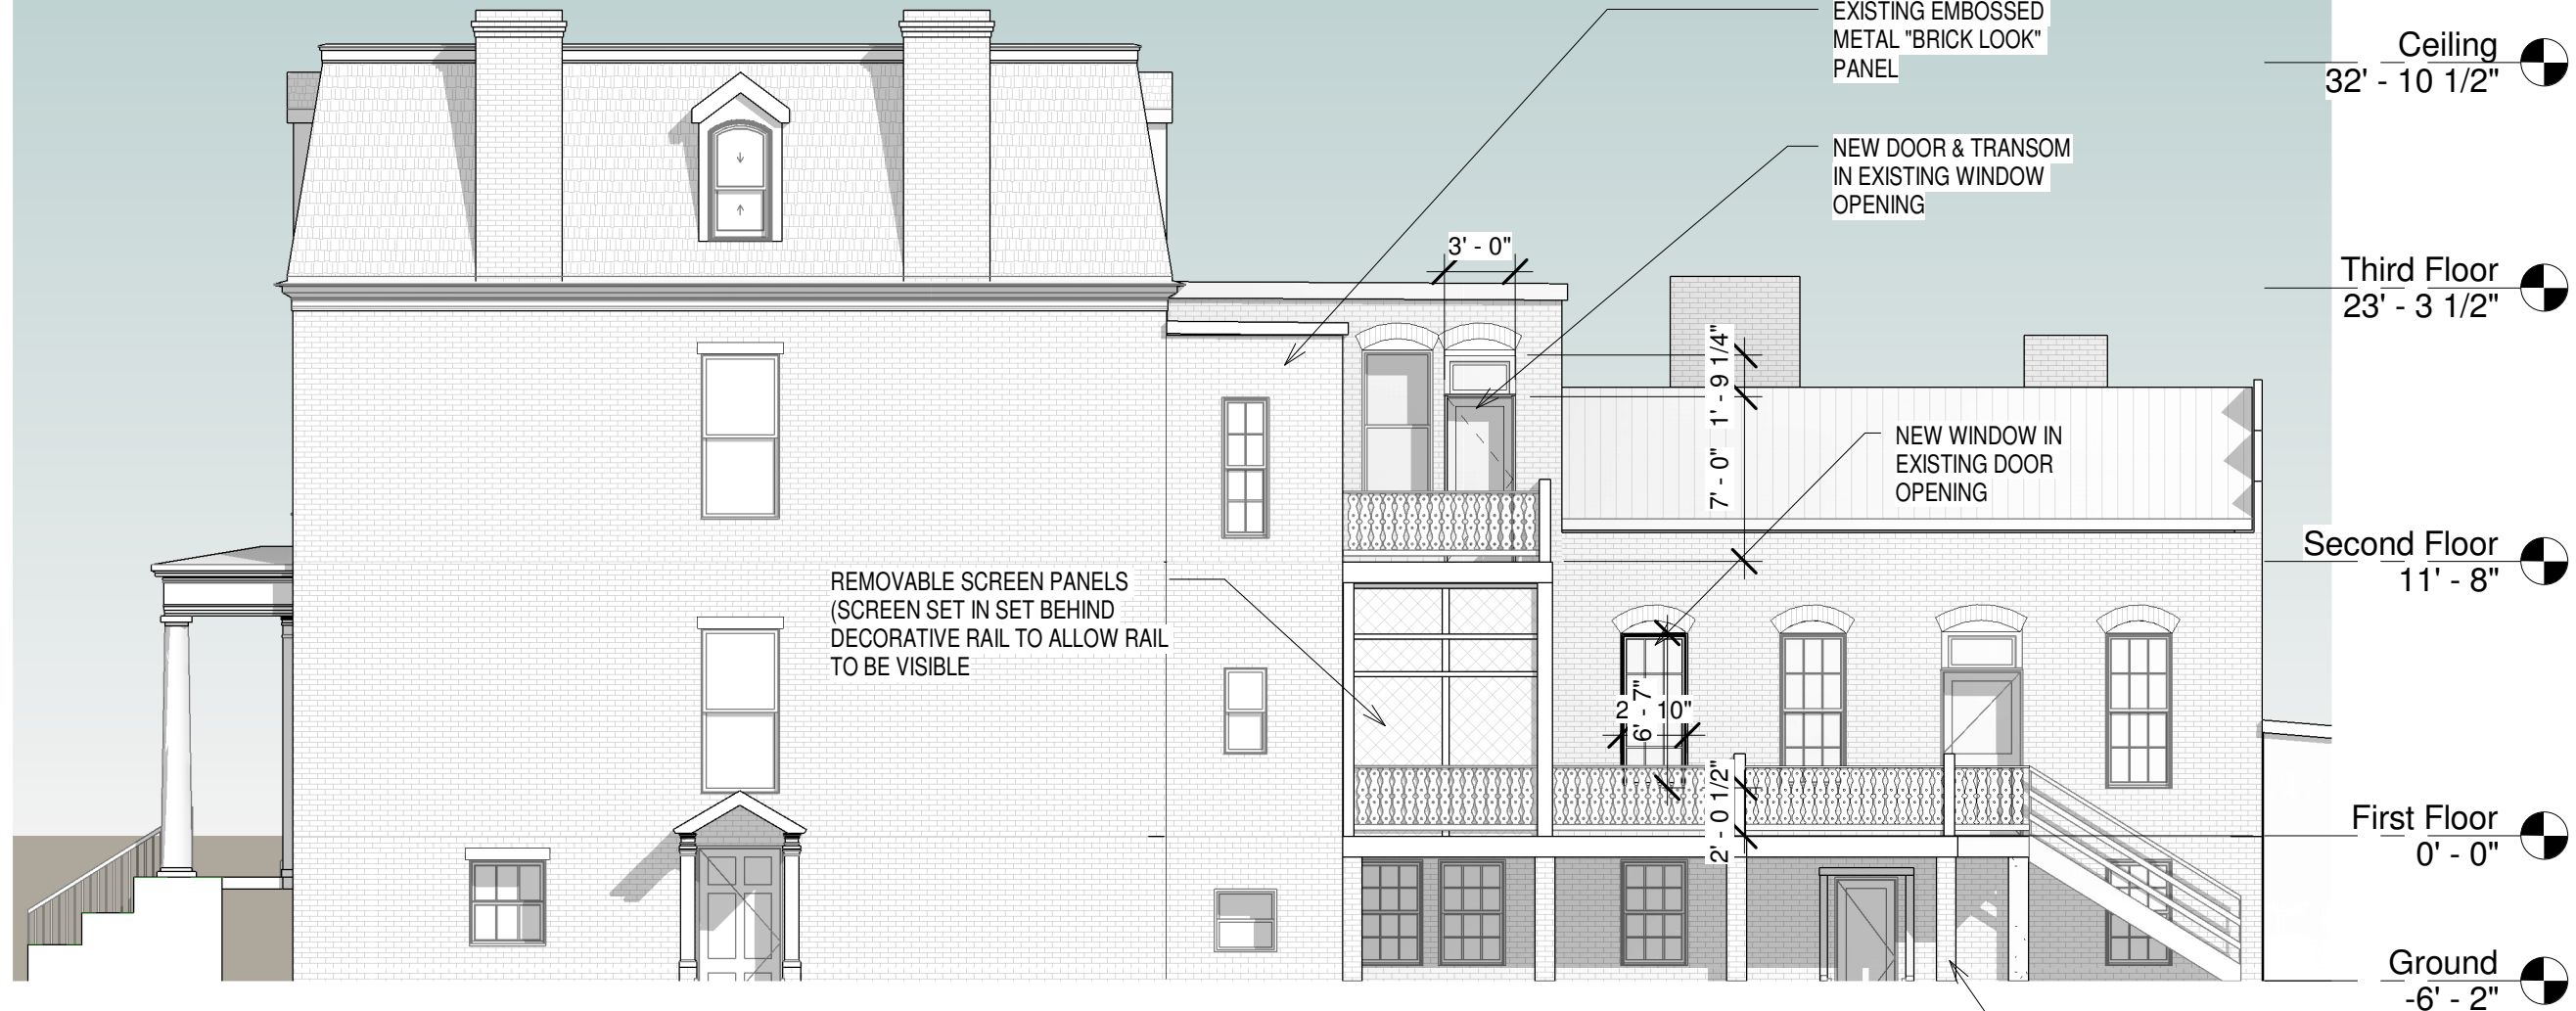 EXISTING EMBOSSED
METAL "BRICK LOOK"
PANEL
Ceiling
32' - 10 1/2"
NEW DOOR & TRANSOM
IN EXISTING WINDOW
OPENING
3' - 0"
Third Floor
23' - 3 1/2"
1' - 9 1/4"
7' - 0"
NEW WINDOW IN
EXISTING DOOR
OPENING
Second Floor
11' - 8"
REMOVABLE SCREEN PANELS
(SCREEN SET IN SET BEHIND
DECORATIVE RAIL TO ALLOW RAIL
TO BE VISIBLE
2' - 10"
6' - 7"
2' - 0 1/2"
First Floor
0' - 0"
Ground
-6' - 2"